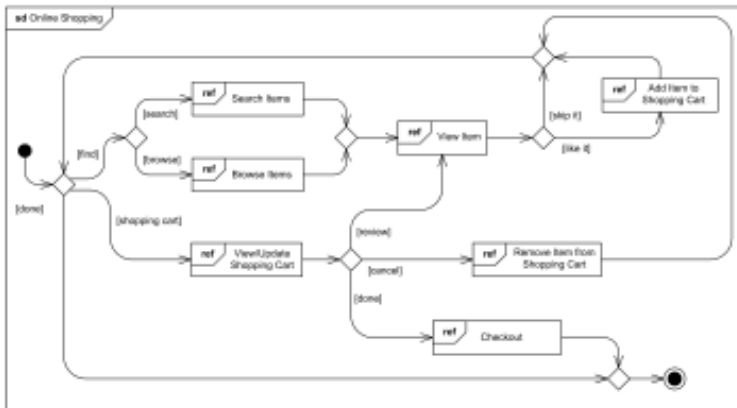 sd Online Shopping
ref
Search Items
ref
Add Item to
Shopping Cart
[search]
[skip it]
ref
View Item
[find]
[like it]
[browse]
ref
Browse Items
[done]
[shopping cart]
[review]
ref
View/Update
Shopping Cart
ref
Remove Item from
Shopping Cart
[cancel]
[done]
ref
Checkout